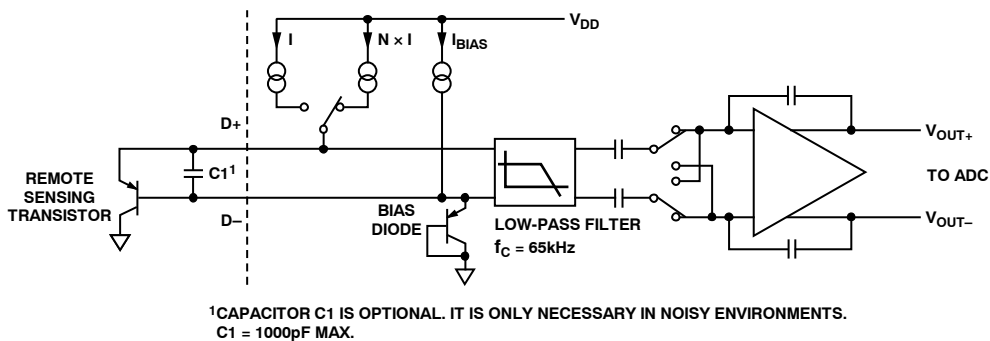 V_DD
I
N × I
I_BIAS
D+
C1¹
REMOTE
SENSING
TRANSISTOR
D–
BIAS
DIODE
LOW-PASS FILTER
f_C = 65kHz
V_OUT+
TO ADC
V_OUT–
¹CAPACITOR C1 IS OPTIONAL. IT IS ONLY NECESSARY IN NOISY ENVIRONMENTS.
C1 = 1000pF MAX.